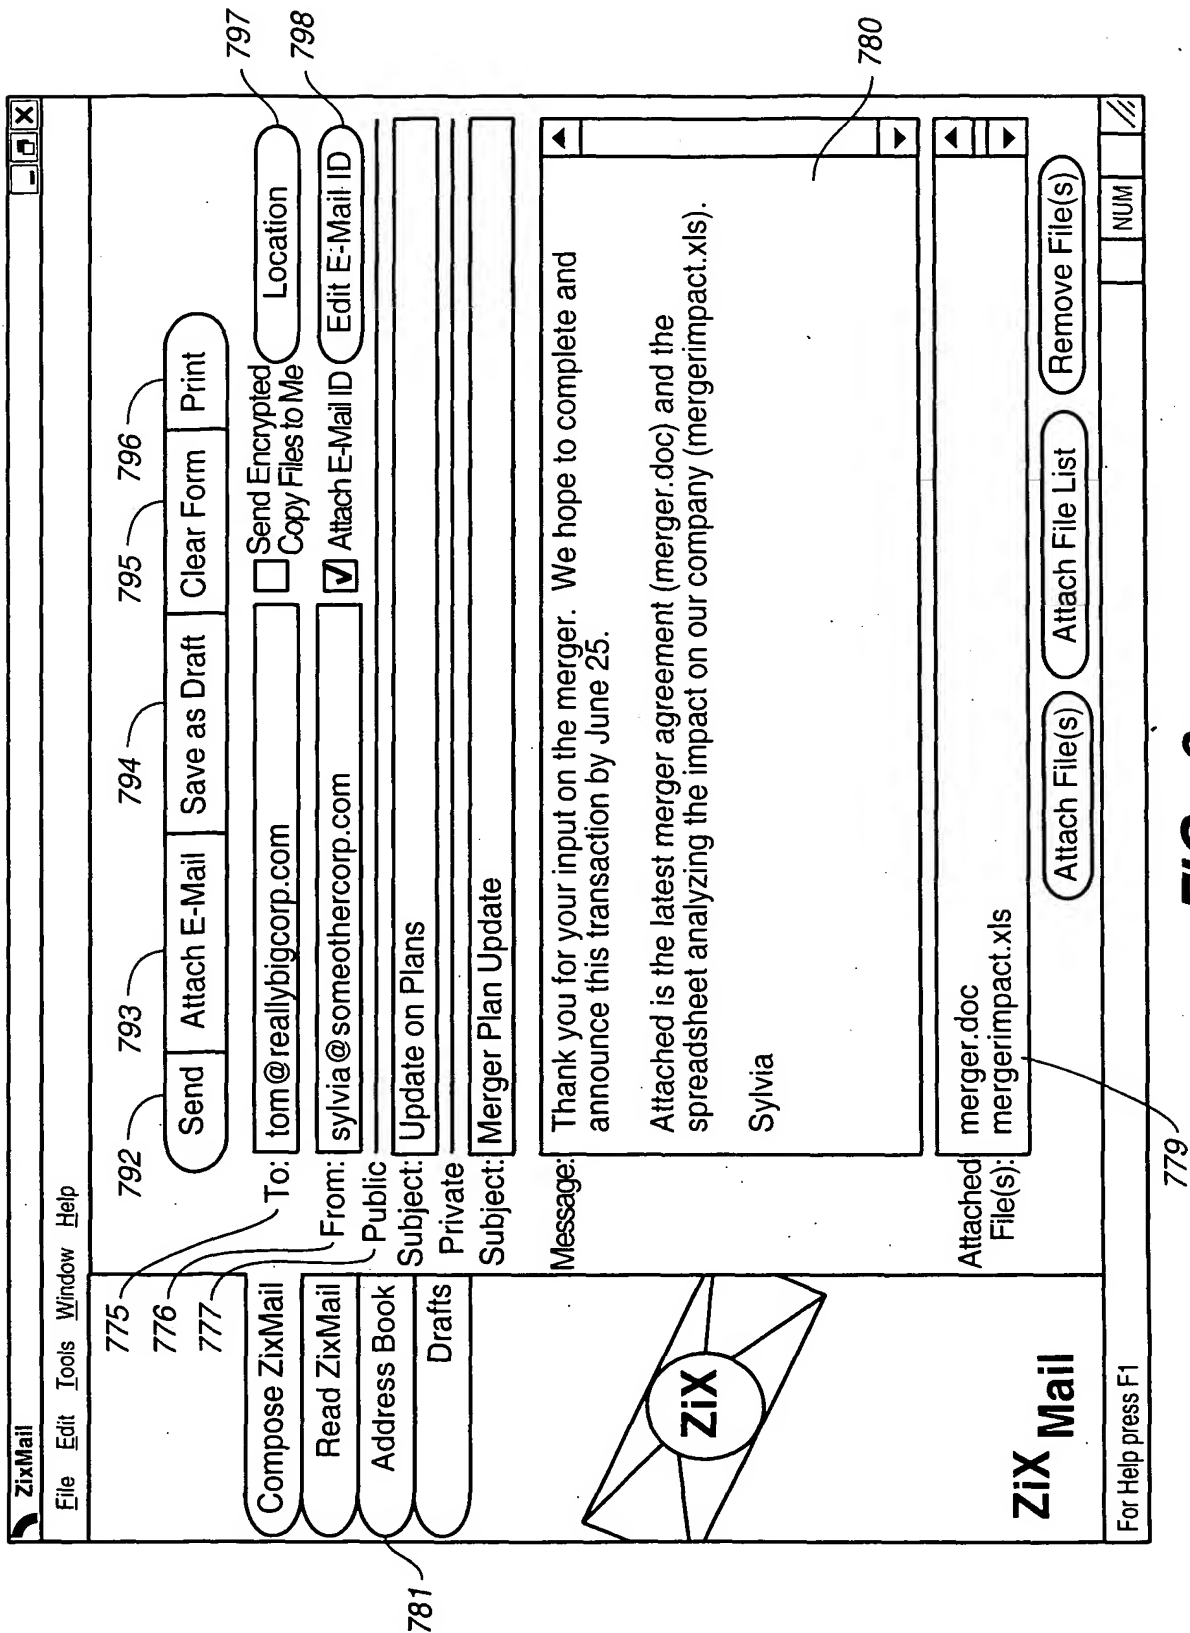 ZixMail
File Edit Tools Window Help
775
776
777
781
792
793
794
795
796
797
798
780
779
Compose ZixMail
Read ZixMail
Address Book
Drafts
ZiX
ZiX Mail
Send Attach E-Mail Save as Draft Clear Form Print
To: tom@reallybigcorp.com
Send Encrypted
Copy Files to Me
Location
From: sylvia@someothercorp.com
Attach E-Mail ID
Edit E-Mail ID
Public
Subject: Update on Plans
Private
Subject: Merger Plan Update
Message: Thank you for your input on the merger. We hope to complete and
announce this transaction by June 25.
Attached is the latest merger agreement (merger.doc) and the
spreadsheet analyzing the impact on our company (mergerimpact.xls).
Sylvia
Attached merger.doc
File(s): mergerimpact.xls
Attach File(s) Attach File List Remove File(s)
For Help press F1
NUM